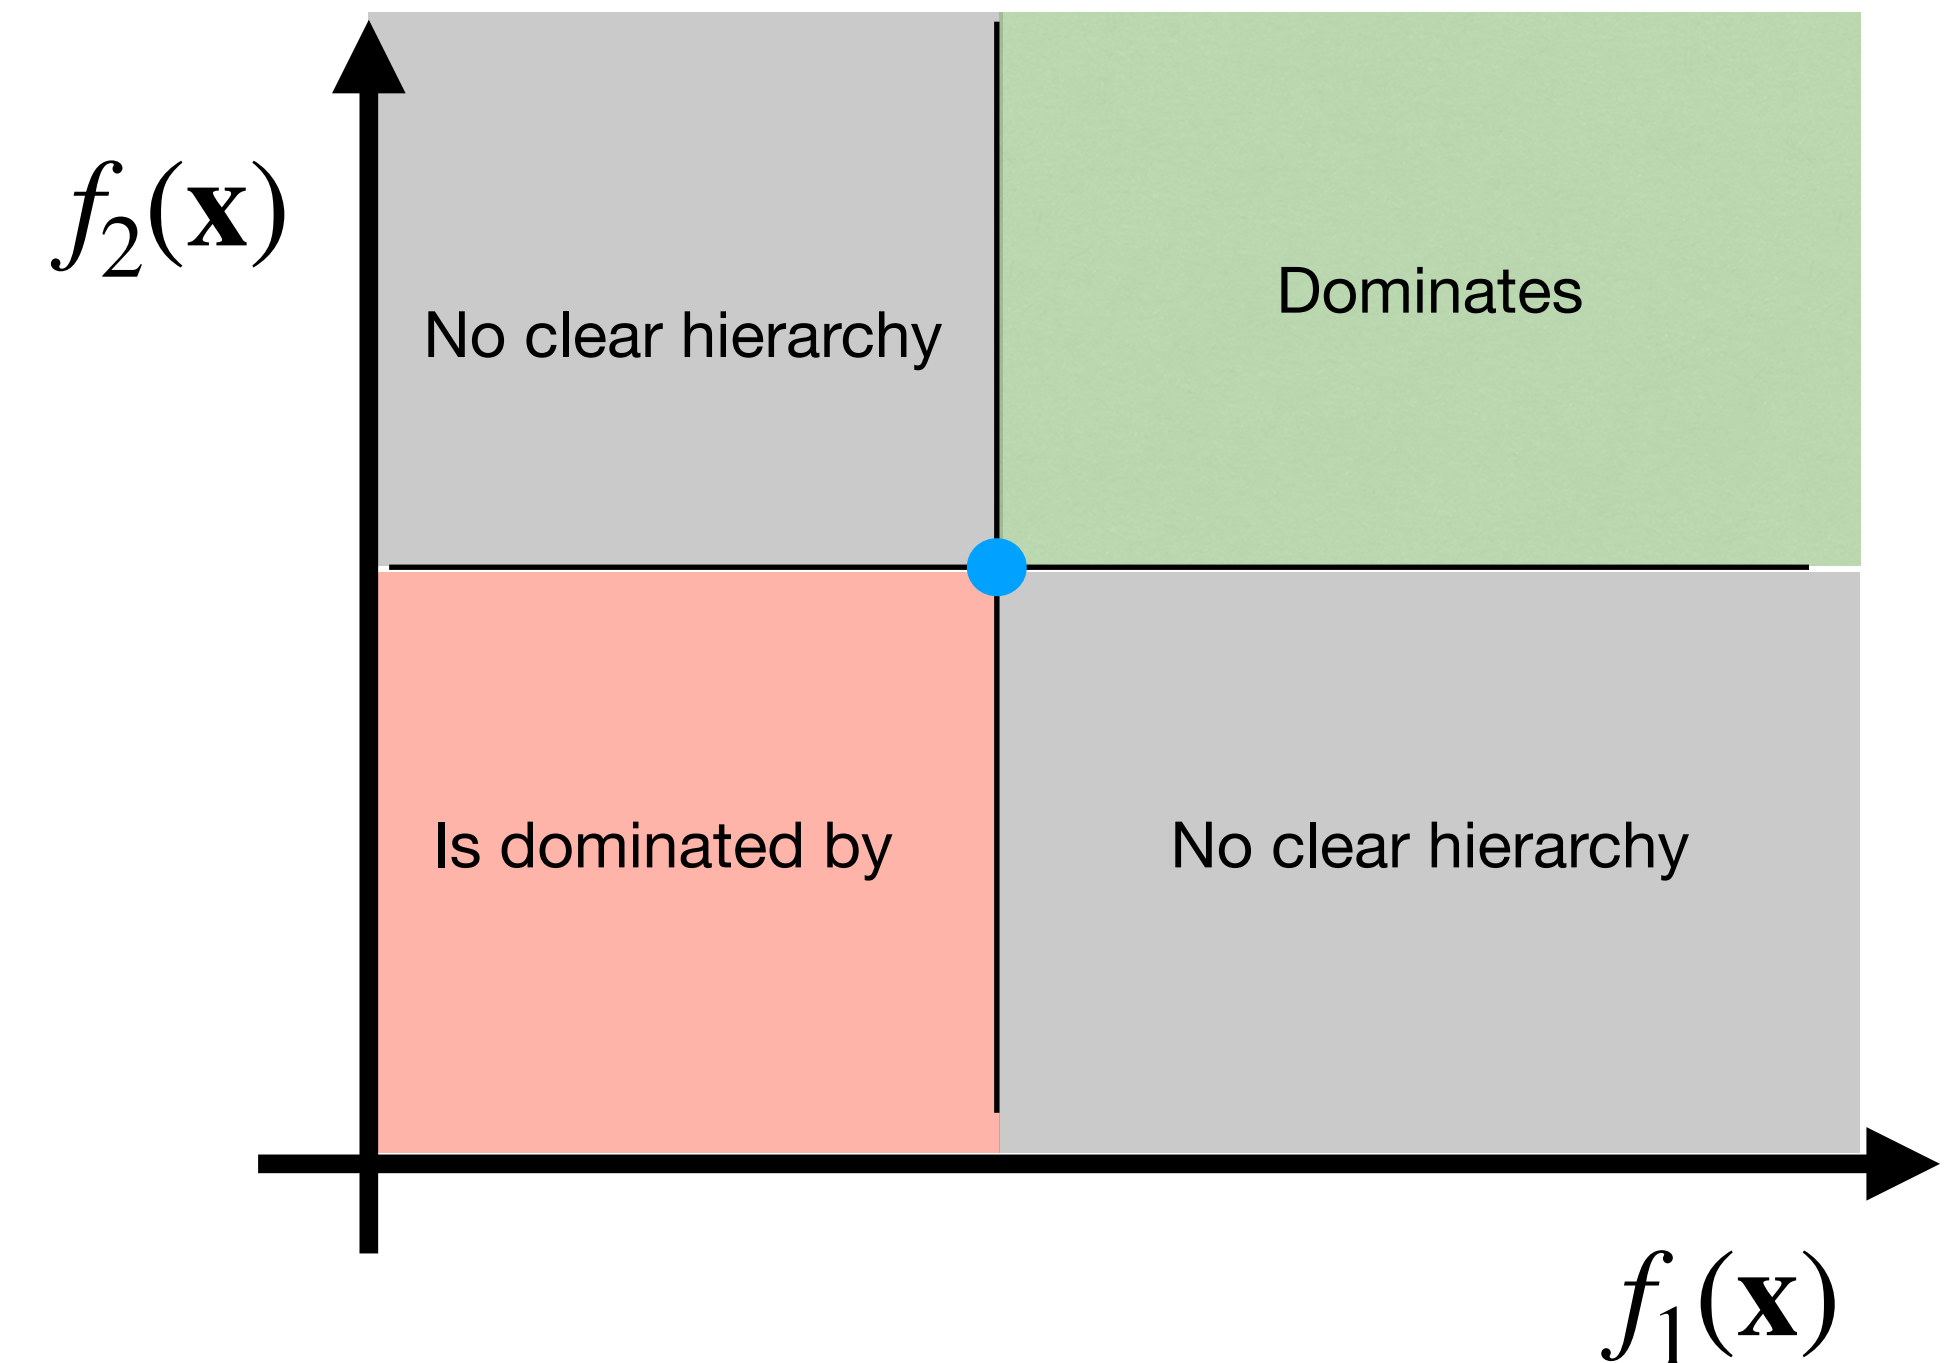 f₂(𝐱)
No clear hierarchy
Dominates
Is dominated by
No clear hierarchy
f₁(𝐱)